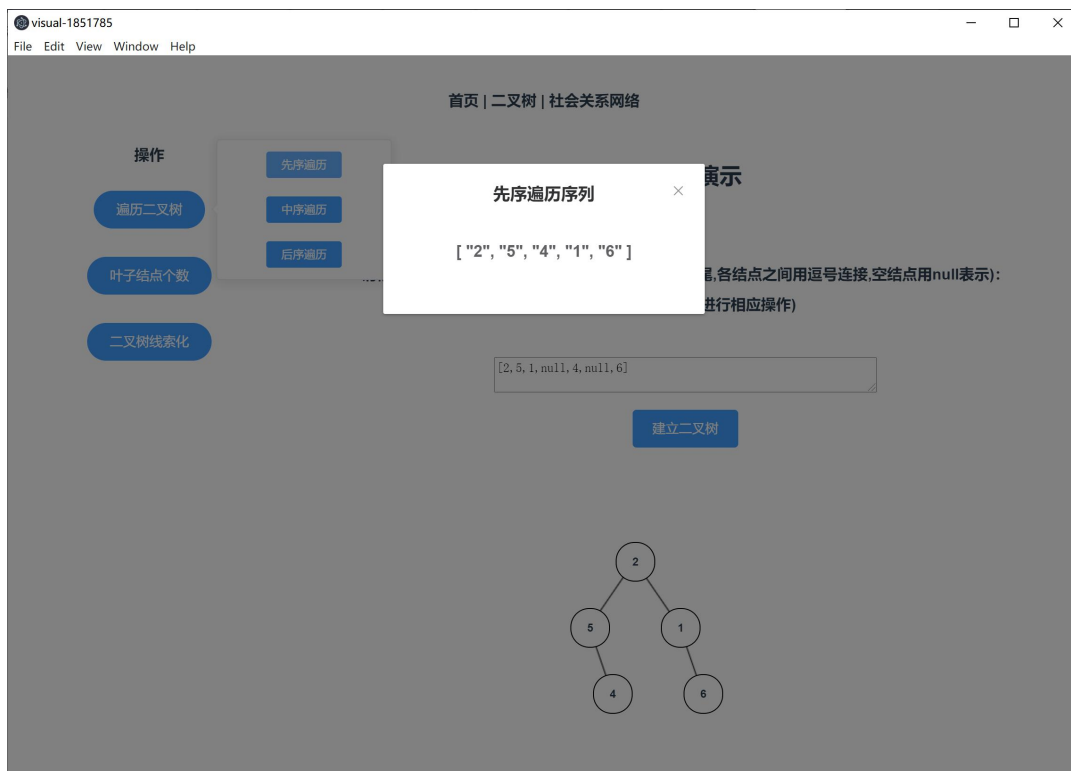 visual-1851785
File Edit View Window Help
首页 | 二叉树 | 社会关系网络
操作
先序遍历
遍历二叉树
中序遍历
后序遍历
叶子结点个数
二叉树线索化
演示
先序遍历序列
[ "2", "5", "4", "1", "6" ]
尾,各结点之间用逗号连接,空结点用null表示):
进行相应操作)
[2,5,1,null,4,null,6]
建立二叉树
2
5 1
4 6